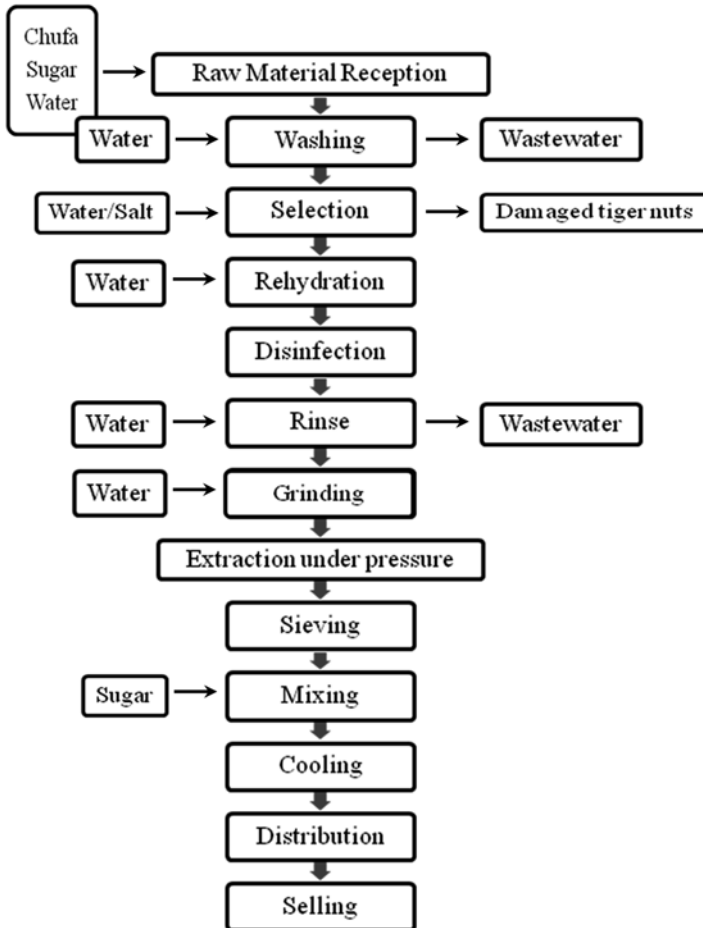 Chufa
Sugar
Water
Raw Material Reception
Water
Washing
Wastewater
Water/Salt
Selection
Damaged tiger nuts
Water
Rehydration
Disinfection
Water
Rinse
Wastewater
Water
Grinding
Extraction under pressure
Sieving
Sugar
Mixing
Cooling
Distribution
Selling